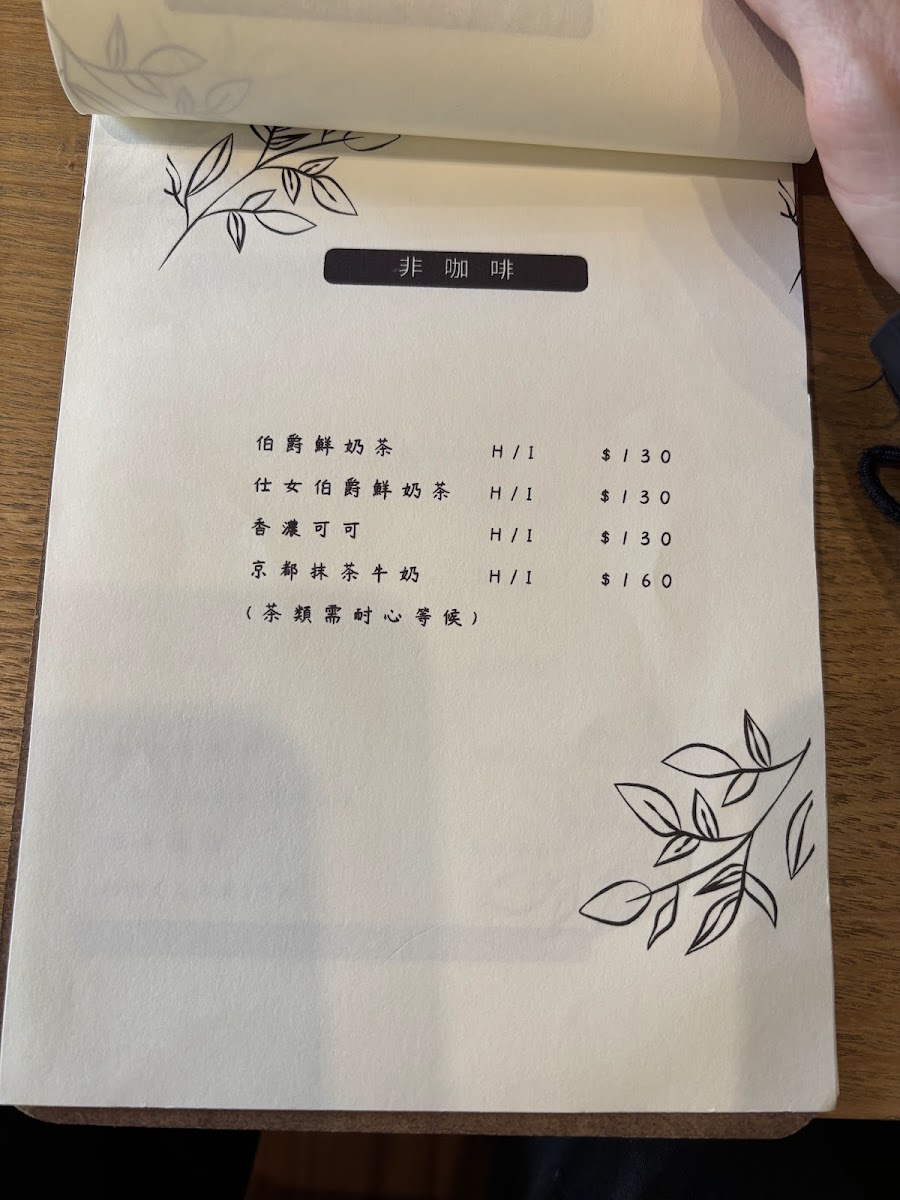 非咖啡
伯爵鮮奶茶 H/I $130
仕女伯爵鮮奶茶 H/I $130
香濃可可 H/I $130
京都抹茶牛奶 H/I $160
(茶類需耐心等候)